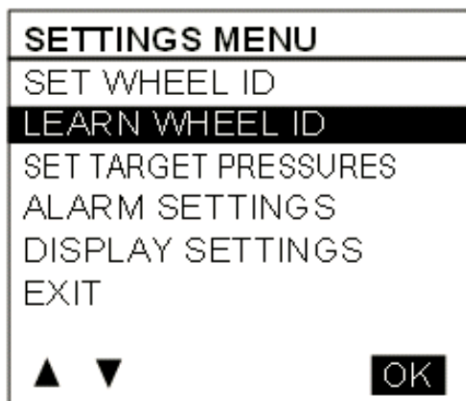 SETTINGS MENU
SET WHEEL ID
LEARN WHEEL ID
SET TARGET PRESSURES
ALARM SETTINGS
DISPLAY SETTINGS
EXIT
▲ ▼ OK